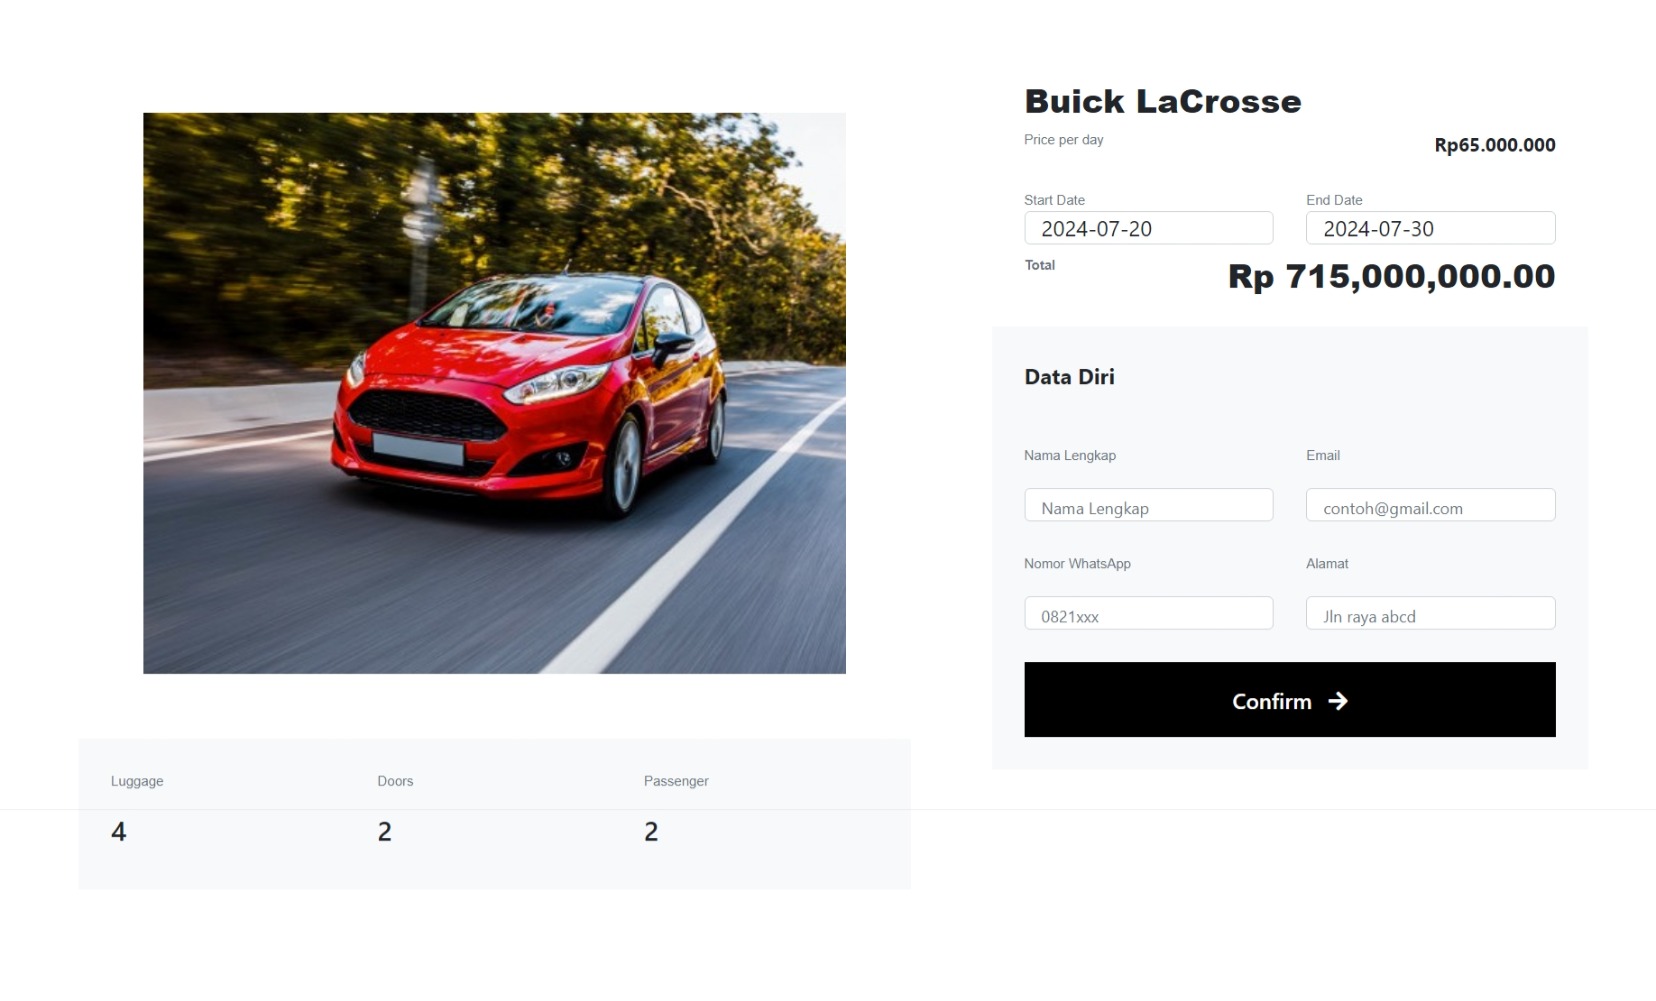 Buick LaCrosse
Price per day
Rp65.000.000
Start Date
End Date
2024-07-20
2024-07-30
Total
Rp 715,000,000.00
Data Diri
Nama Lengkap
Email
Nama Lengkap
contoh@gmail.com
Nomor WhatsApp
Alamat
0821xxx
Jln raya abcd
Confirm
Luggage
Doors
Passenger
4
2
2